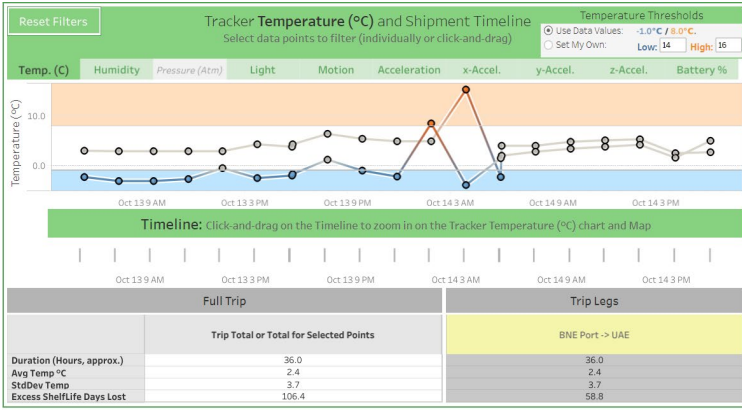 Reset Filters
Tracker Temperature (ºC) and Shipment Timeline
Select data points to filter (individually or click-and-drag)
Temperature Thresholds
Use Data Values: -1.0°C / 8.0°C.
Set My Own: Low: 14 High: 16
Temp. (C) Humidity Pressure (Atm) Light Motion Acceleration x-Accel. y-Accel. z-Accel. Battery %
Temperature (ºC)
10.0
0.0
Oct 13 9 AM Oct 13 3 PM Oct 13 9 PM Oct 14 3 AM Oct 14 9 AM Oct 14 3 PM
Timeline: Click-and-drag on the Timeline to zoom in on the Tracker Temperature (ºC) chart and Map
Oct 13 9 AM Oct 13 3 PM Oct 13 9 PM Oct 14 3 AM Oct 14 9 AM Oct 14 3 PM
Full Trip Trip Legs
Trip Total or Total for Selected Points BNE Port -> UAE
Duration (Hours, approx.) 36.0 36.0
Avg Temp ºC 2.4 2.4
StdDev Temp 3.7 3.7
Excess ShelfLife Days Lost 106.4 58.8